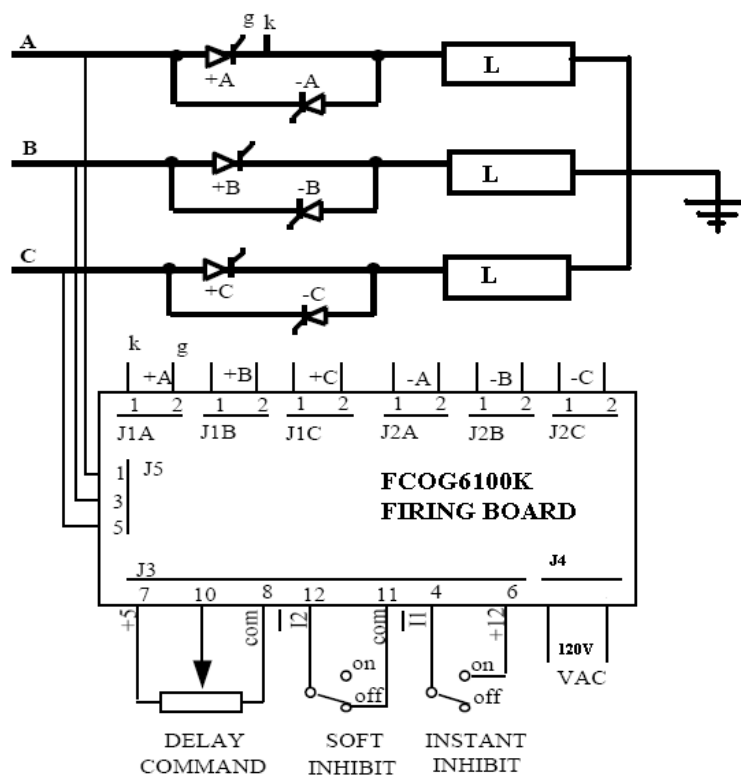 g k
A
+A -A L
B
+B -B L
C
+C -C L
k g
+A +B +C -A -B -C
1 2 1 2 1 2 1 2 1 2 1 2
J1A J1B J1C J2A J2B J2C
1 J5
3
5
FCOG6100K
FIRING BOARD
J3 J4
7 10 8 12 11 4 6
+5 com I2 com I1 +12
120V
VAC
on on
off off
DELAY SOFT INSTANT
COMMAND INHIBIT INHIBIT